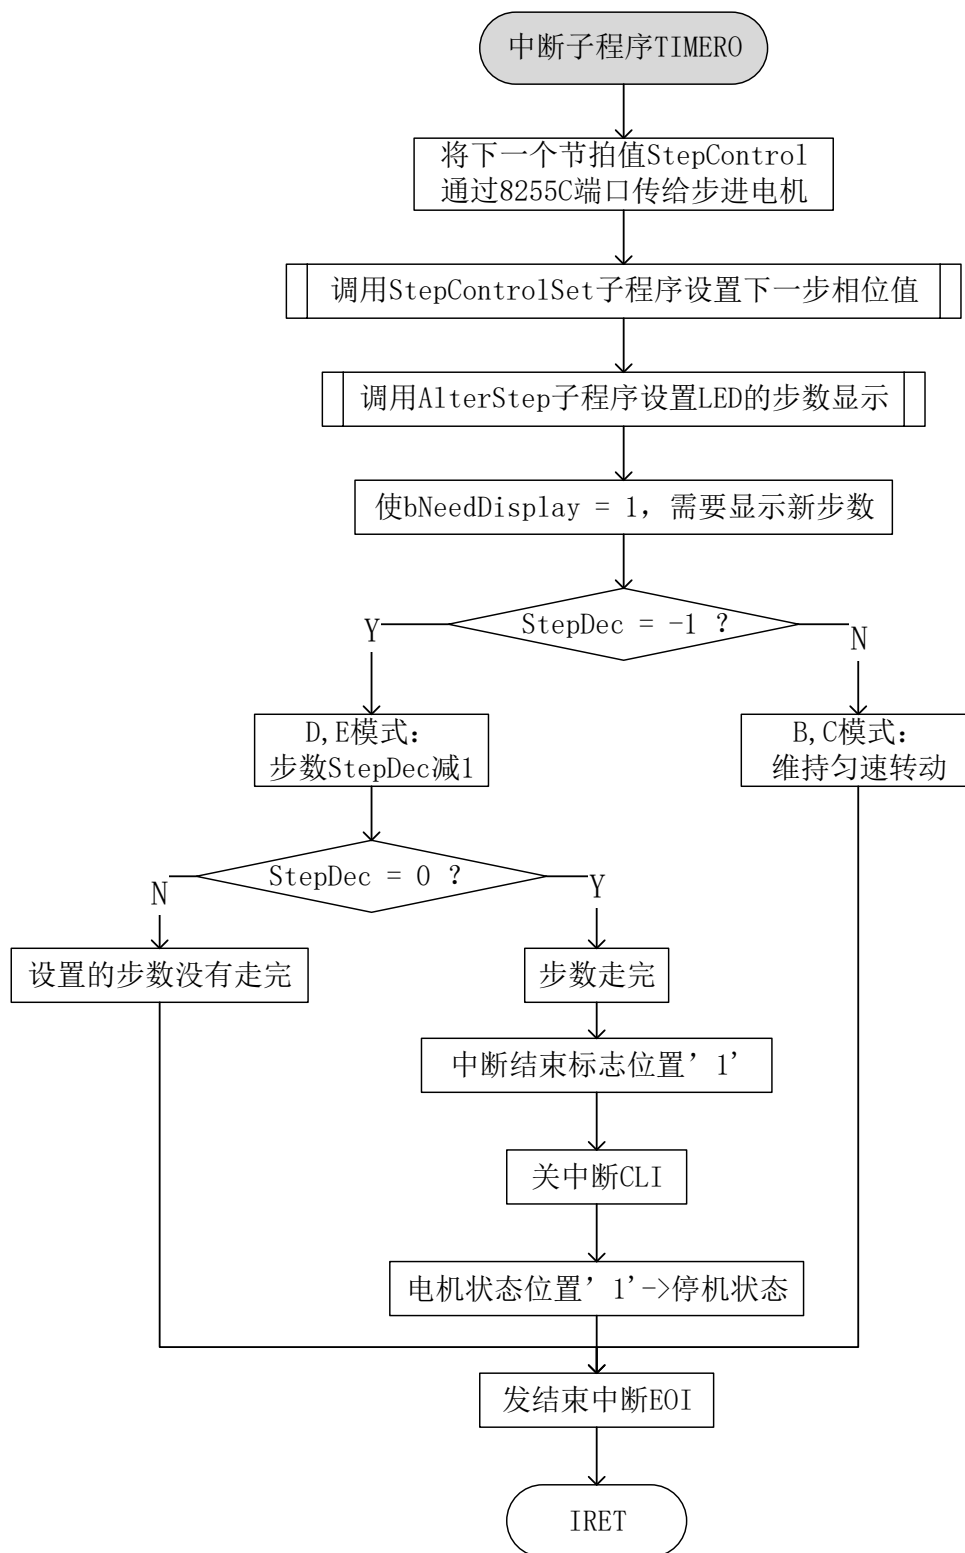 中断子程序TIMERO
将下一个节拍值StepControl
通过8255C端口传给步进电机
调用StepControlSet子程序设置下一步相位值
调用AlterStep子程序设置LED的步数显示
使bNeedDisplay = 1，需要显示新步数
StepDec = -1 ？
Y
N
D,E模式：
步数StepDec减1
B,C模式：
维持匀速转动
StepDec = 0 ？
N
Y
设置的步数没有走完
步数走完
中断结束标志位置’1’
关中断CLI
电机状态位置’1’->停机状态
发结束中断EOI
IRET